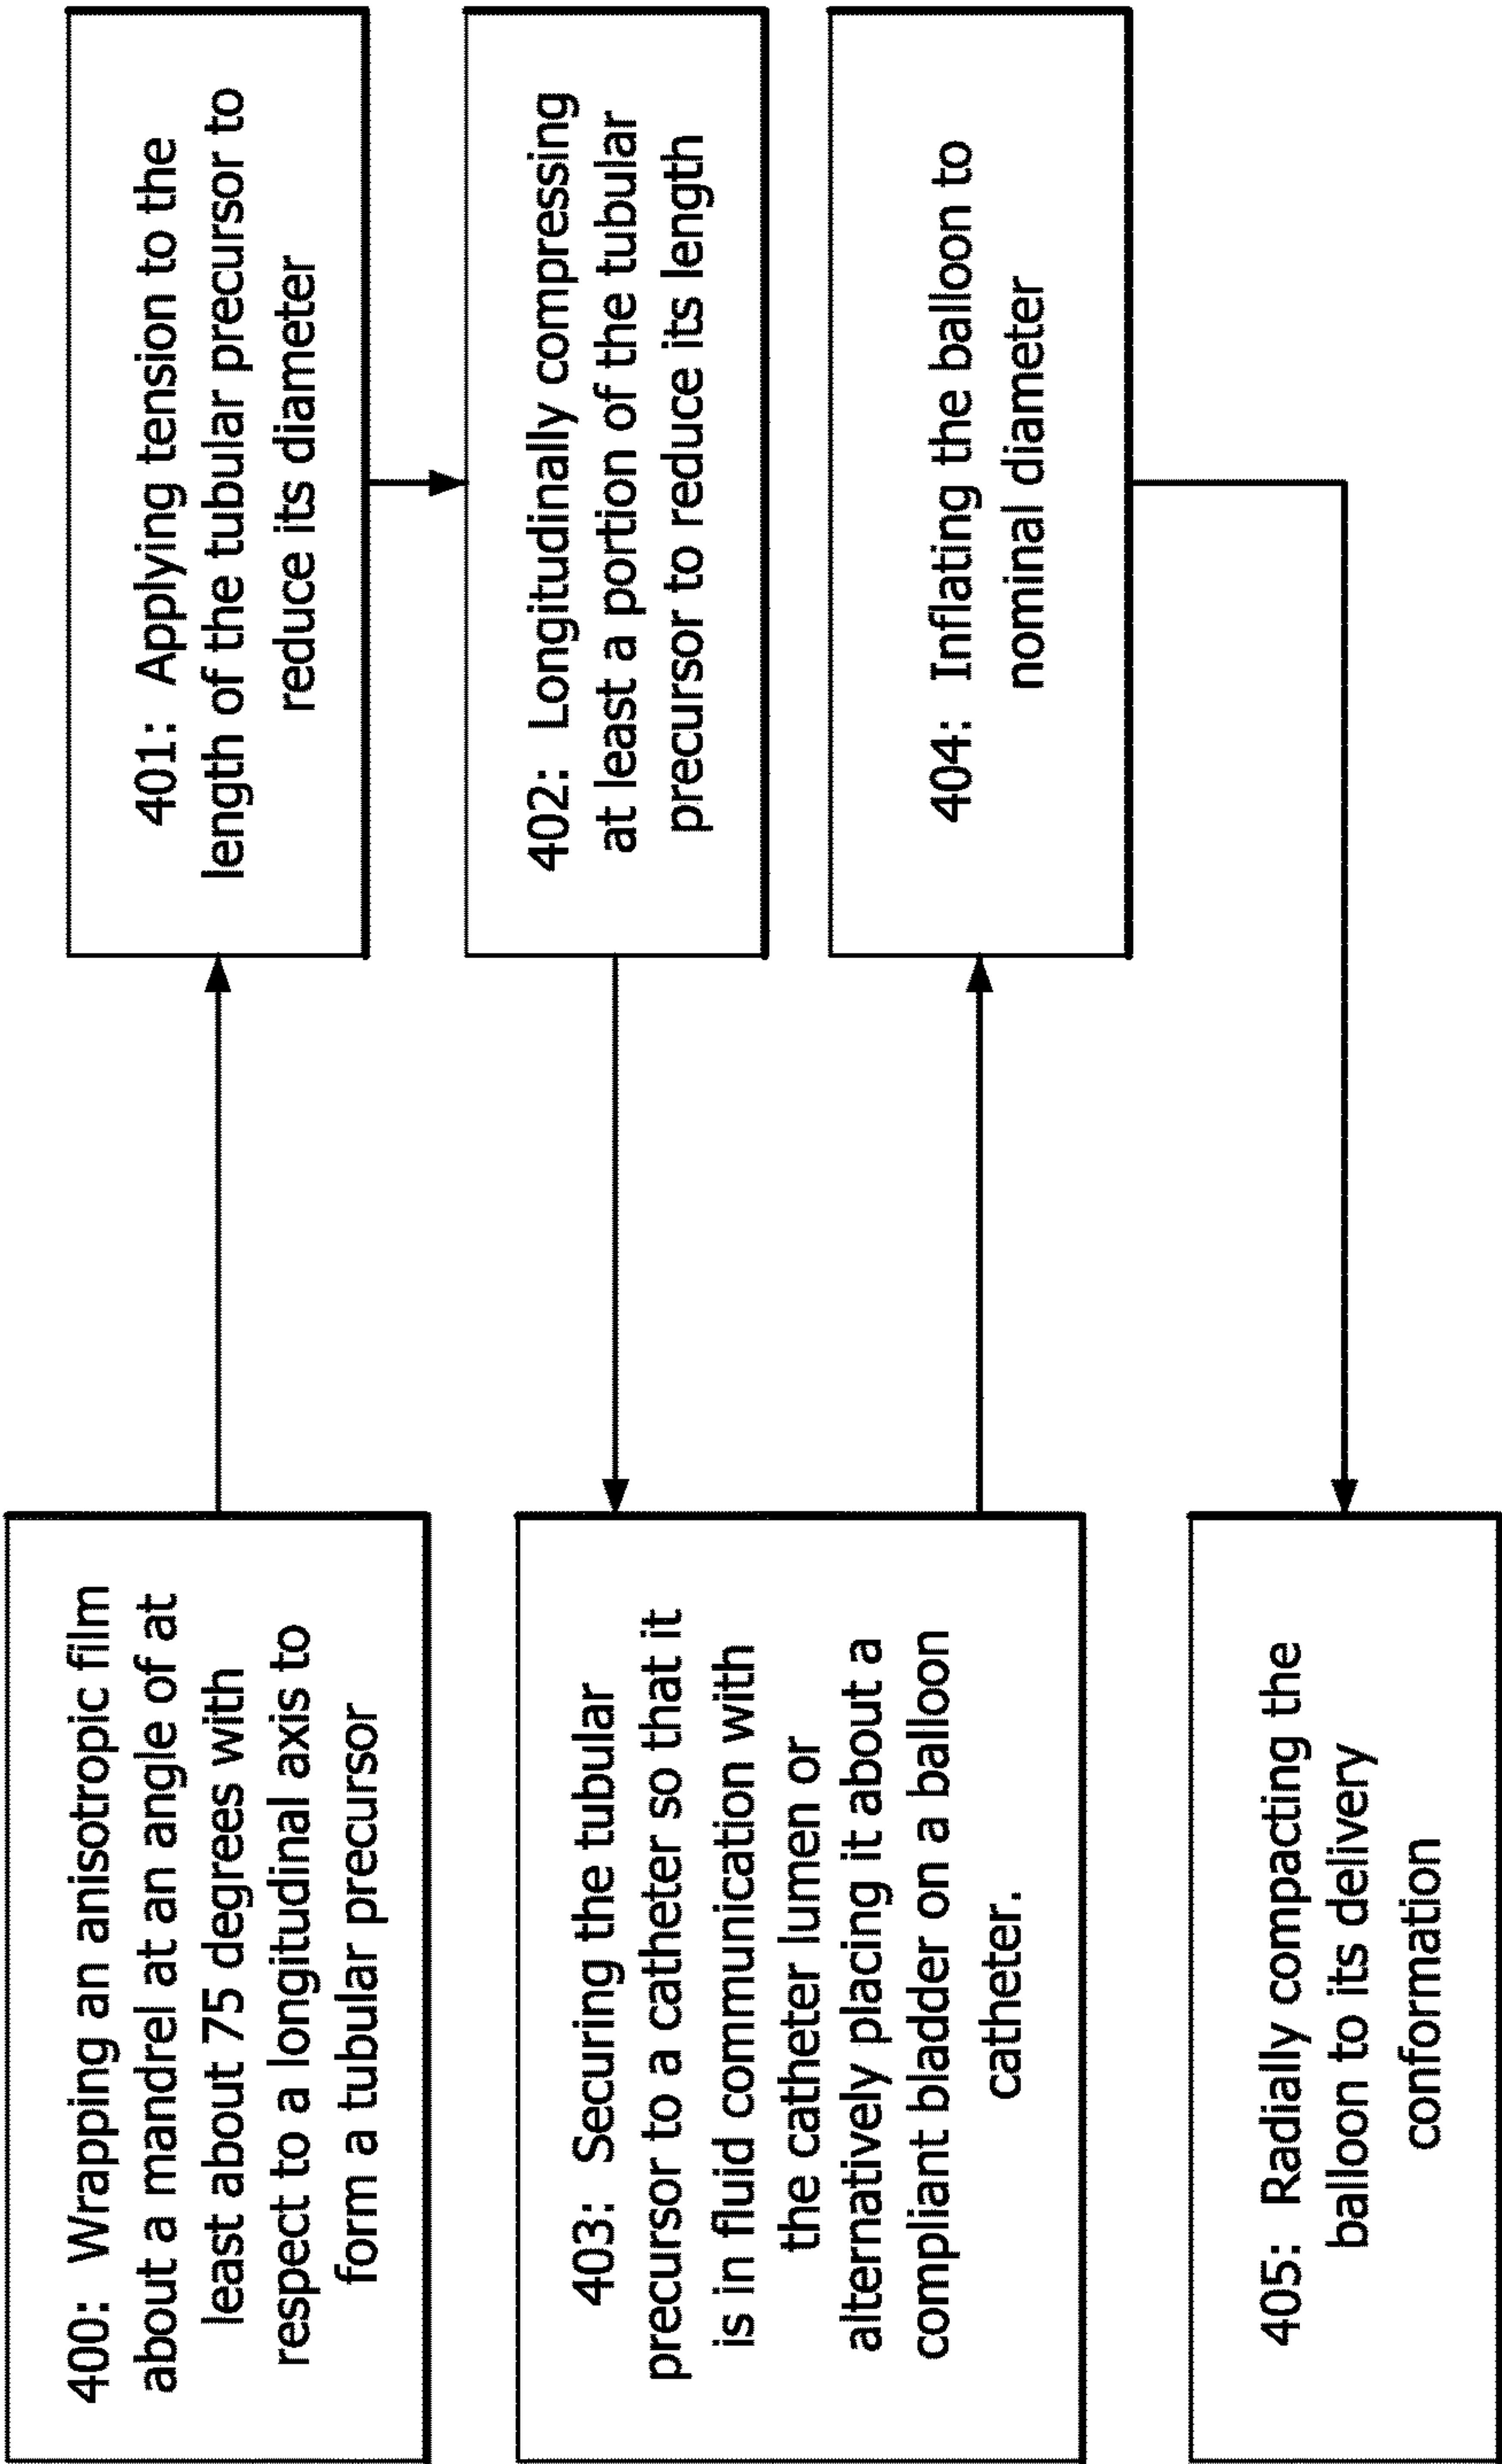 400: Wrapping an anisotropic film
about a mandrel at an angle of at
least about 75 degrees with
respect to a longitudinal axis to
form a tubular precursor
401: Applying tension to the
length of the tubular precursor to
reduce its diameter
402: Longitudinally compressing
at least a portion of the tubular
precursor to reduce its length
403: Securing the tubular
precursor to a catheter so that it
is in fluid communication with
the catheter lumen or
alternatively placing it about a
compliant bladder on a balloon
catheter.
404: Inflating the balloon to
nominal diameter
405: Radially compacting the
balloon to its delivery
conformation